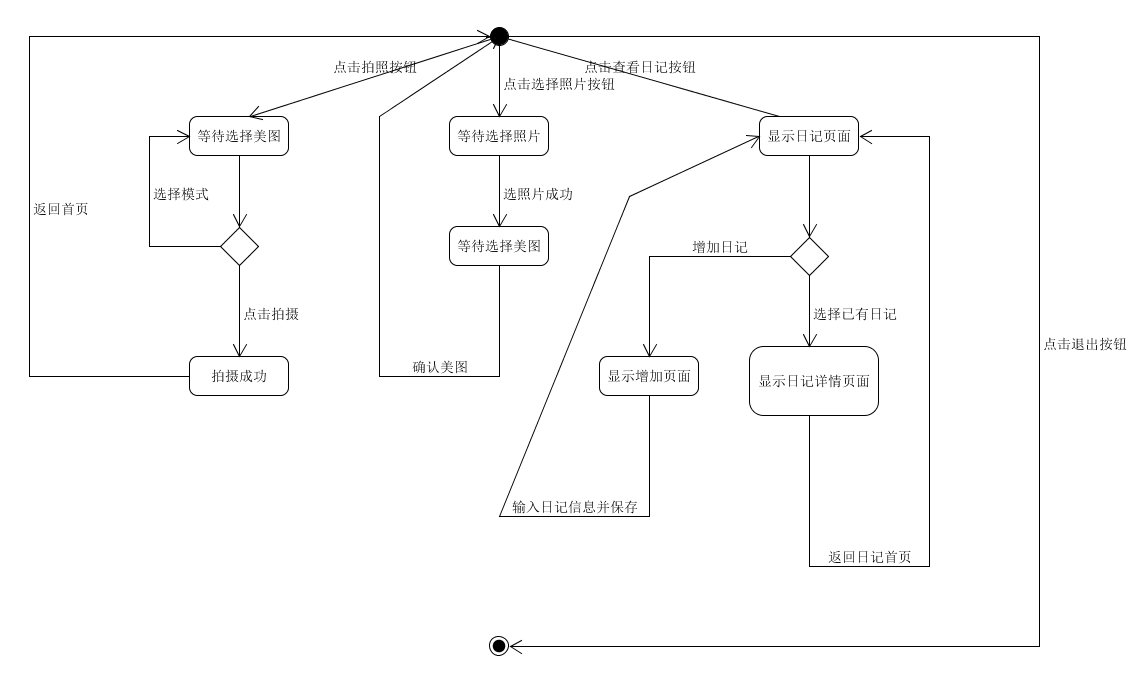 点击拍照按钮
点击查看日记按钮
点击选择照片按钮
等待选择美图
等待选择照片
显示日记页面
选择模式
选照片成功
返回首页
等待选择美图
增加日记
点击拍摄
选择已有日记
点击退出按钮
确认美图
拍摄成功
显示增加页面
显示日记详情页面
输入日记信息并保存
返回日记首页